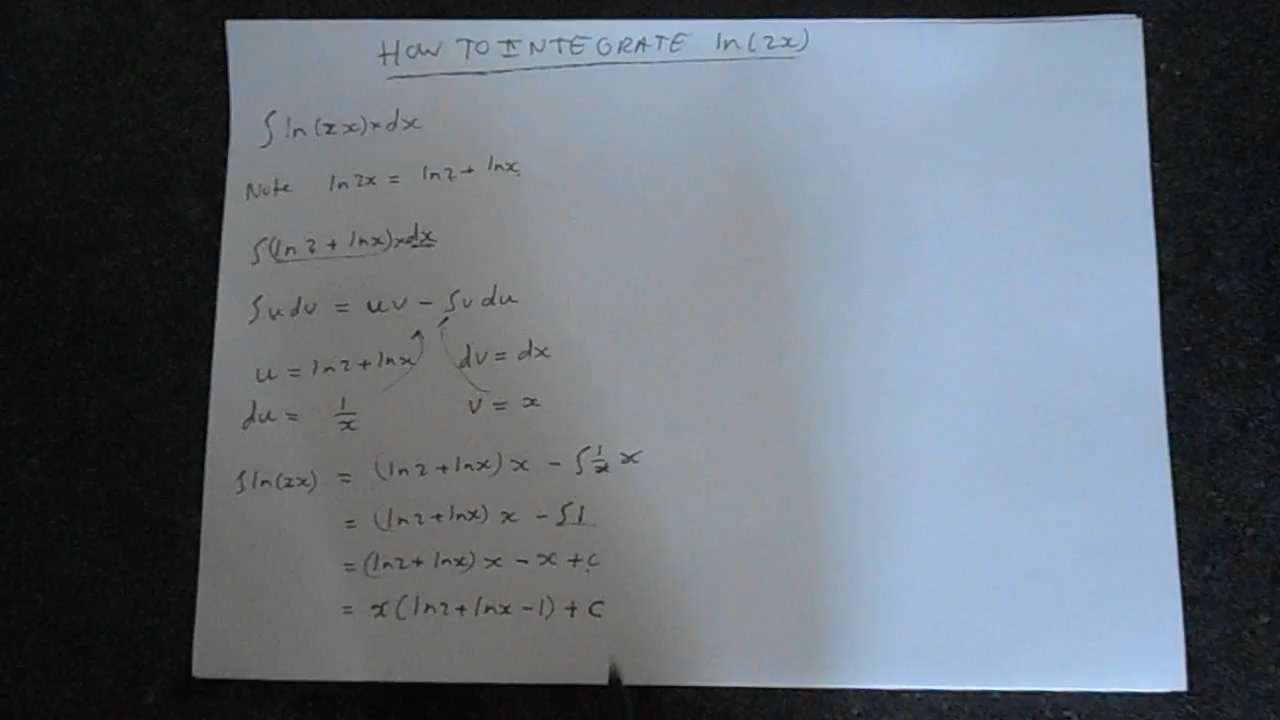 HOW TO INTEGRATE ln(2x)
∫ ln(2x)×dx
Note ln2x = ln2 + lnx
∫(ln2 + lnx)×dx
∫udv = uv − ∫vdu
u = ln2 + lnx dv = dx
du = 1/x v = x
∫ln(2x) = (ln2 + lnx) x − ∫1/x x
= (ln2 + lnx) x − ∫1
= (ln2 + lnx) x − x + c
= x(ln2 + lnx − 1) + c